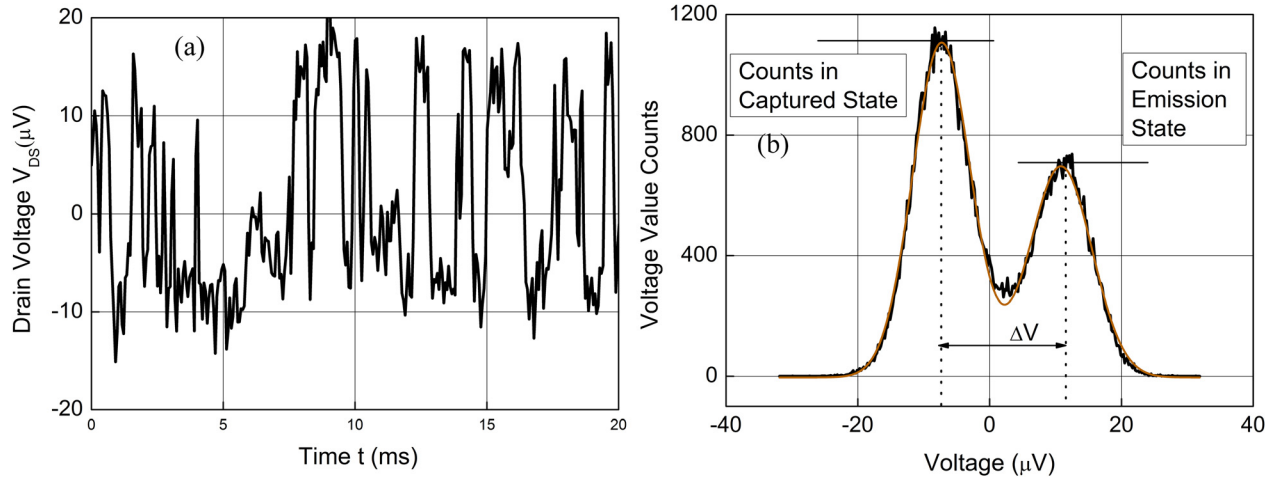 (a)
20
10
0
-10
-20
Drain Voltage V_DS(μV)
0
5
10
15
20
Time t (ms)
(b)
1200
800
400
0
Voltage Value Counts
Counts in
Captured State
Counts in
Emission
State
ΔV
-40
-20
0
20
40
Voltage (μV)